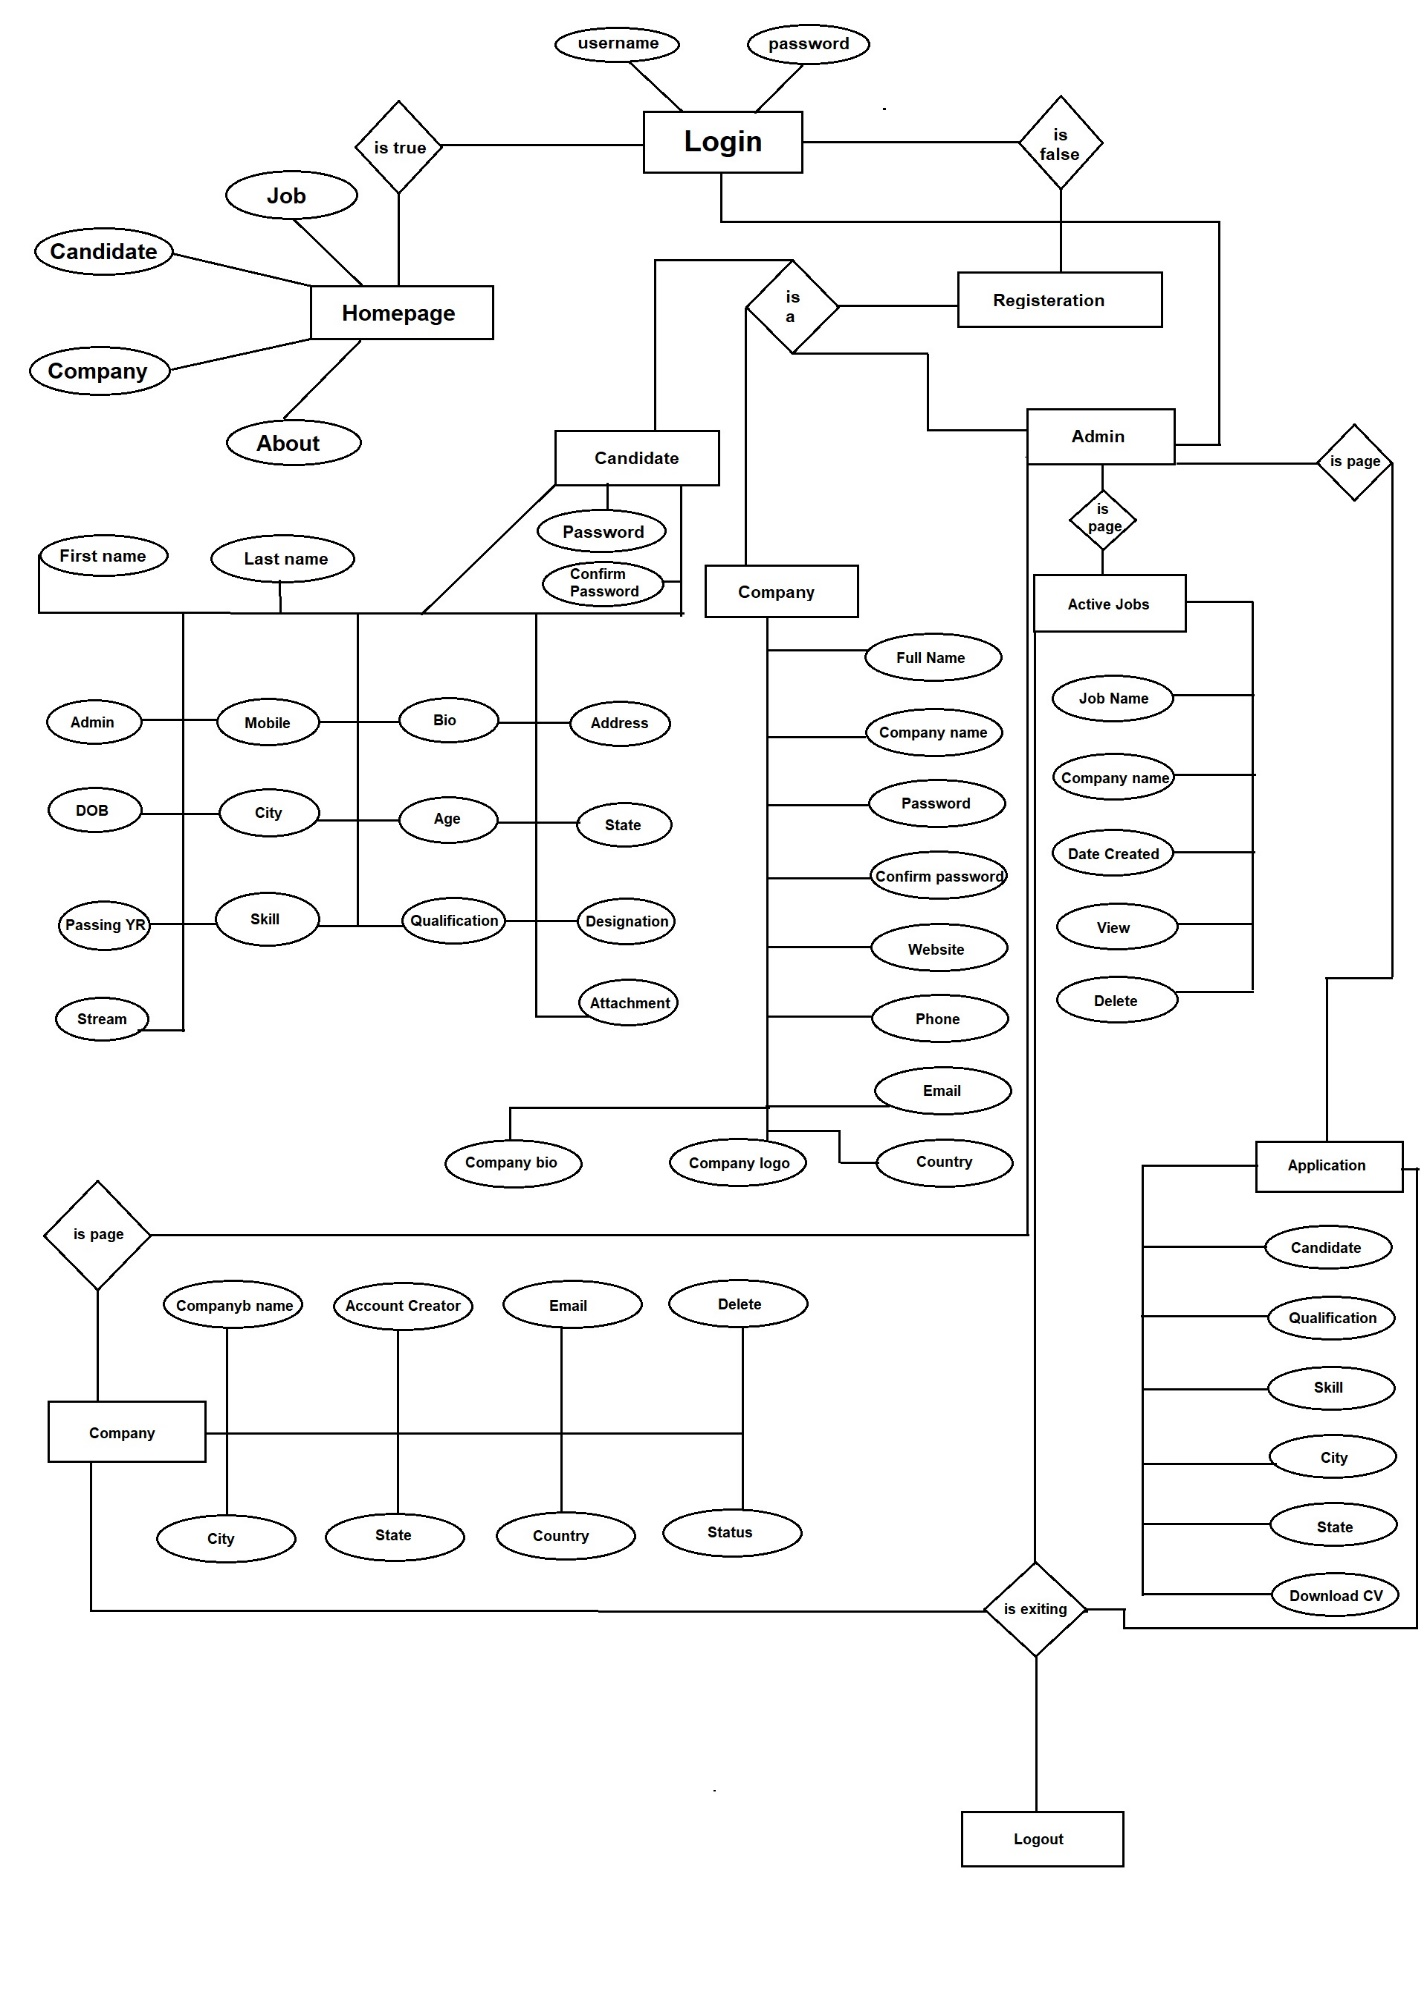 username
password
Login
is true
is
false
Job
Candidate
Homepage
Company
About
is
a
Registeration
Candidate
Password
Confirm
Password
First name
Last name
Admin
is page
is
page
Company
Active Jobs
Admin
Mobile
Bio
Address
DOB
City
Age
State
Passing YR
Skill
Qualification
Designation
Stream
Attachment
Full Name
Company name
Password
Confirm password
Website
Phone
Email
Country
Company bio
Company logo
Job Name
Company name
Date Created
View
Delete
Application
Candidate
Qualification
Skill
City
State
Download CV
is page
Companyb name
Account Creator
Email
Delete
Company
City
State
Country
Status
is exiting
Logout